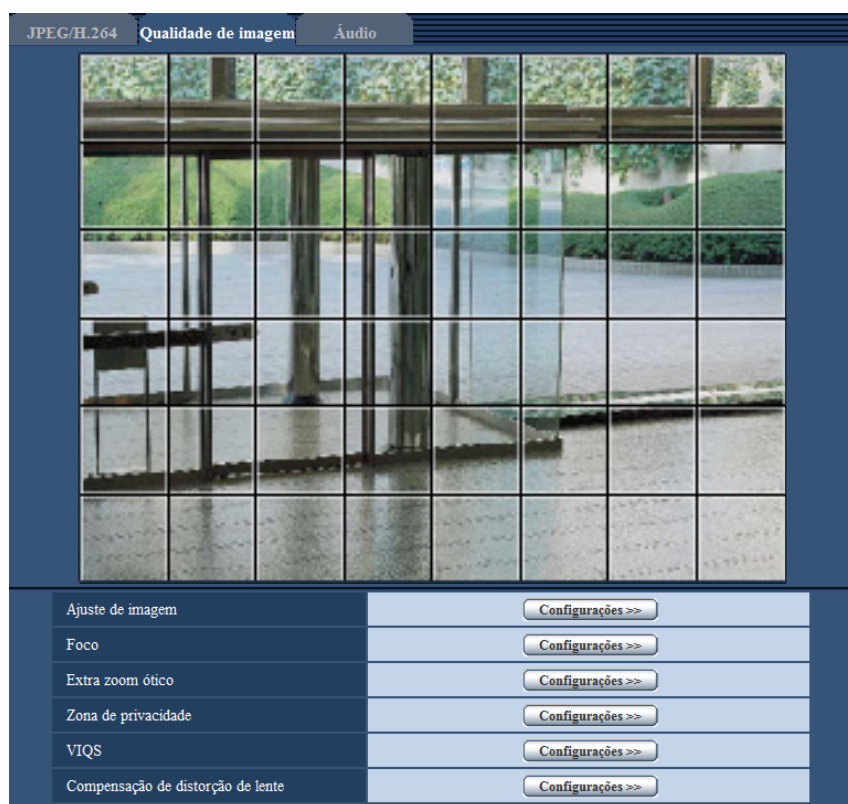 JPEG/H.264 Qualidade de imagem Áudio
Ajuste de imagem Configurações >>
Foco Configurações >>
Extra zoom ótico Configurações >>
Zona de privacidade Configurações >>
VIQS Configurações >>
Compensação de distorção de lente Configurações >>